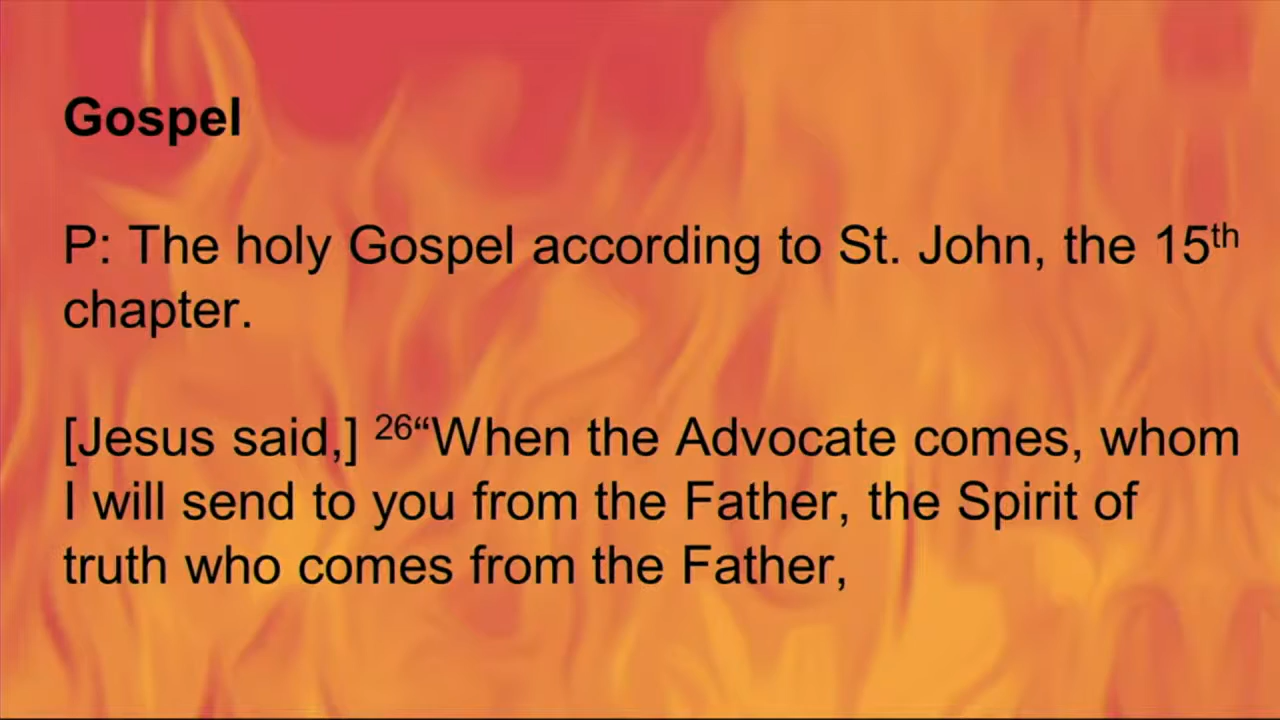 Gospel
P: The holy Gospel according to St. John, the 15th
chapter.
[Jesus said,] 26“When the Advocate comes, whom
I will send to you from the Father, the Spirit of
truth who comes from the Father,